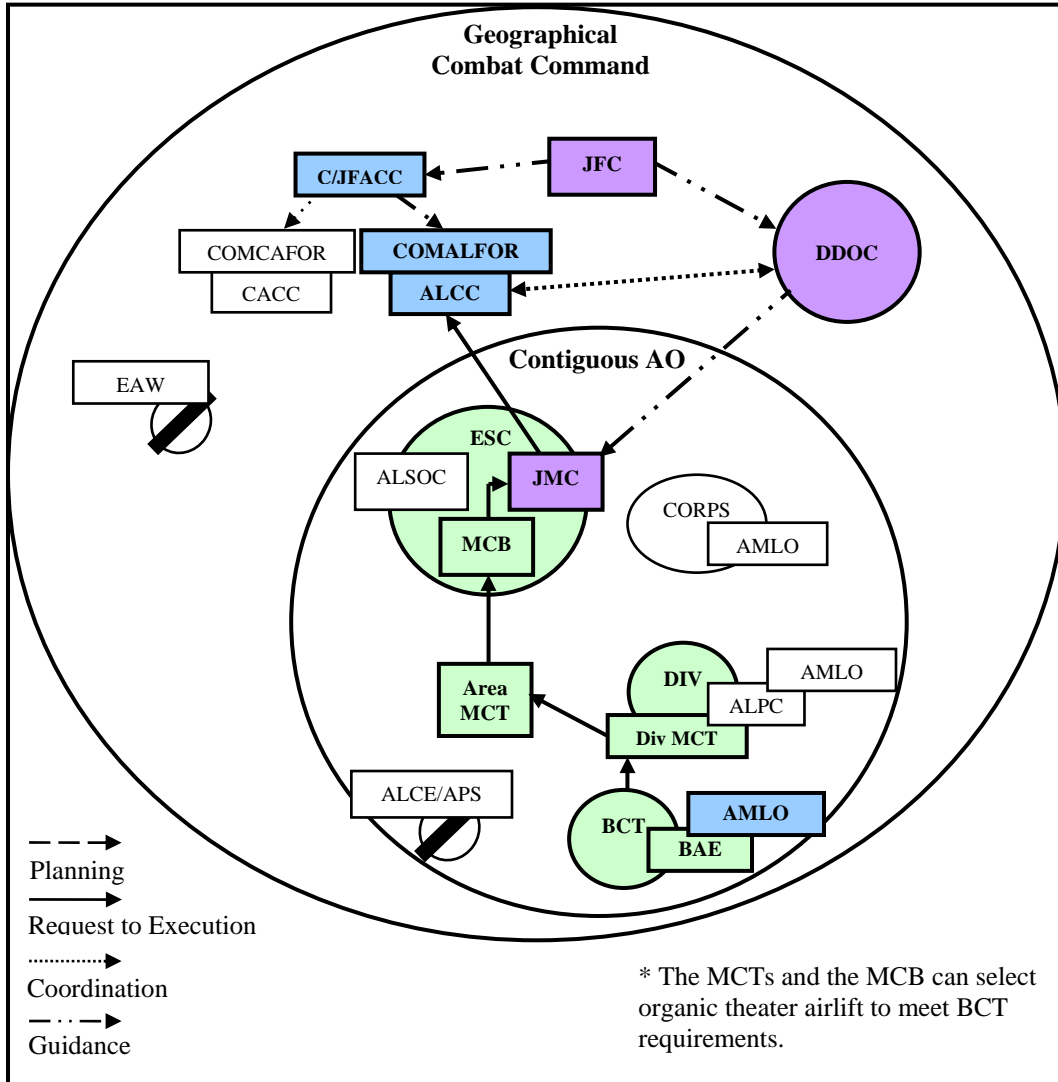 Geographical
Combat Command
C/JFACC
JFC
COMCAFOR
CACC
COMALFOR
ALCC
DDOC
Contiguous AO
EAW
ESC
ALSOC
JMC
MCB
CORPS
AMLO
Area
MCT
DIV
AMLO
ALPC
Div MCT
ALCE/APS
BCT
AMLO
BAE
Planning
Request to Execution
Coordination
Guidance
* The MCTs and the MCB can select
organic theater airlift to meet BCT
requirements.